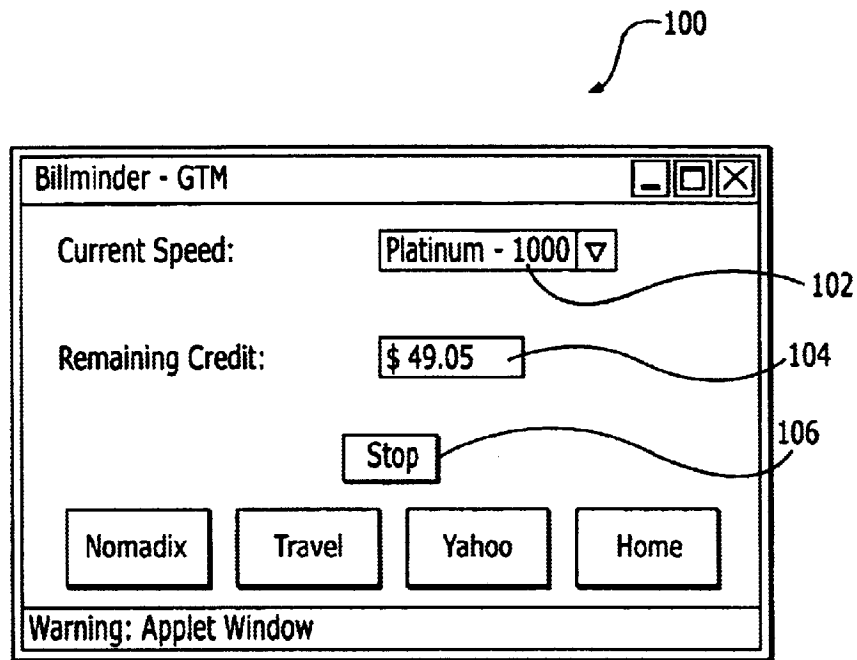 100
Billminder - GTM
Current Speed: Platinum - 1000
102
Remaining Credit: $ 49.05
104
106
Stop
Nomadix Travel Yahoo Home
Warning: Applet Window